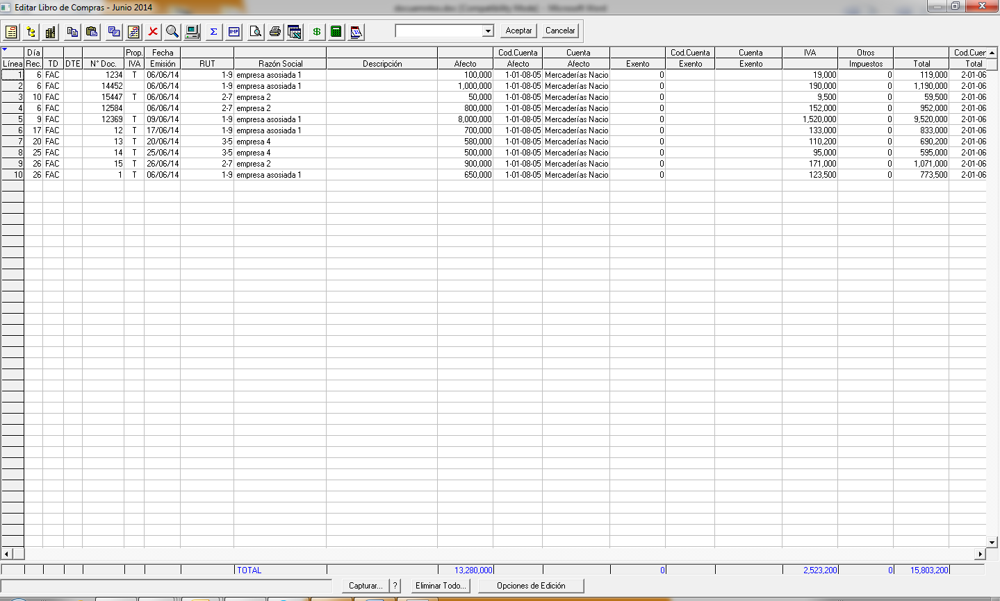 Editar Libro de Compras - Junio 2014
documentos.doc [Compatibility Mode] - Microsoft Word
$ Aceptar Cancelar
Día Prop. Fecha Cod.Cuenta Cuenta Cod.Cuenta Cuenta IVA Otros Cod.Cuen
Línea Rec. TD DTE N° Doc. IVA Emisión RUT Razón Social Descripción Afecto Afecto Afecto Exento Exento Exento Impuestos Total Total
1 6 FAC 1234 T 06/06/14 1-9 empresa asosiada 1 100,000 1-01-08-05 Mercaderías Nacio 0 19,000 0 119,000 2-01-06
2 6 FAC 14452 06/06/14 1-9 empresa asosiada 1 1,000,000 1-01-08-05 Mercaderías Nacio 0 190,000 0 1,190,000 2-01-06
3 10 FAC 15447 T 06/06/14 2-7 empresa 2 50,000 1-01-08-05 Mercaderías Nacio 0 9,500 0 59,500 2-01-06
4 6 FAC 12584 06/06/14 2-7 empresa 2 800,000 1-01-08-05 Mercaderías Nacio 0 152,000 0 952,000 2-01-06
5 9 FAC 12369 T 09/06/14 1-9 empresa asosiada 1 8,000,000 1-01-08-05 Mercaderías Nacio 0 1,520,000 0 9,520,000 2-01-06
6 17 FAC 12 T 17/06/14 1-9 empresa asosiada 1 700,000 1-01-08-05 Mercaderías Nacio 0 133,000 0 833,000 2-01-06
7 20 FAC 13 T 20/06/14 3-5 empresa 4 580,000 1-01-08-05 Mercaderías Nacio 0 110,200 0 690,200 2-01-06
8 25 FAC 14 T 25/06/14 3-5 empresa 4 500,000 1-01-08-05 Mercaderías Nacio 0 95,000 0 595,000 2-01-06
9 26 FAC 15 T 26/06/14 2-7 empresa 2 900,000 1-01-08-05 Mercaderías Nacio 0 171,000 0 1,071,000 2-01-06
10 26 FAC 1 T 06/06/14 1-9 empresa asosiada 1 650,000 1-01-08-05 Mercaderías Nacio 0 123,500 0 773,500 2-01-06
TOTAL 13,280,000 0 2,523,200 0 15,803,200
Capturar... ? Eliminar Todo... Opciones de Edición